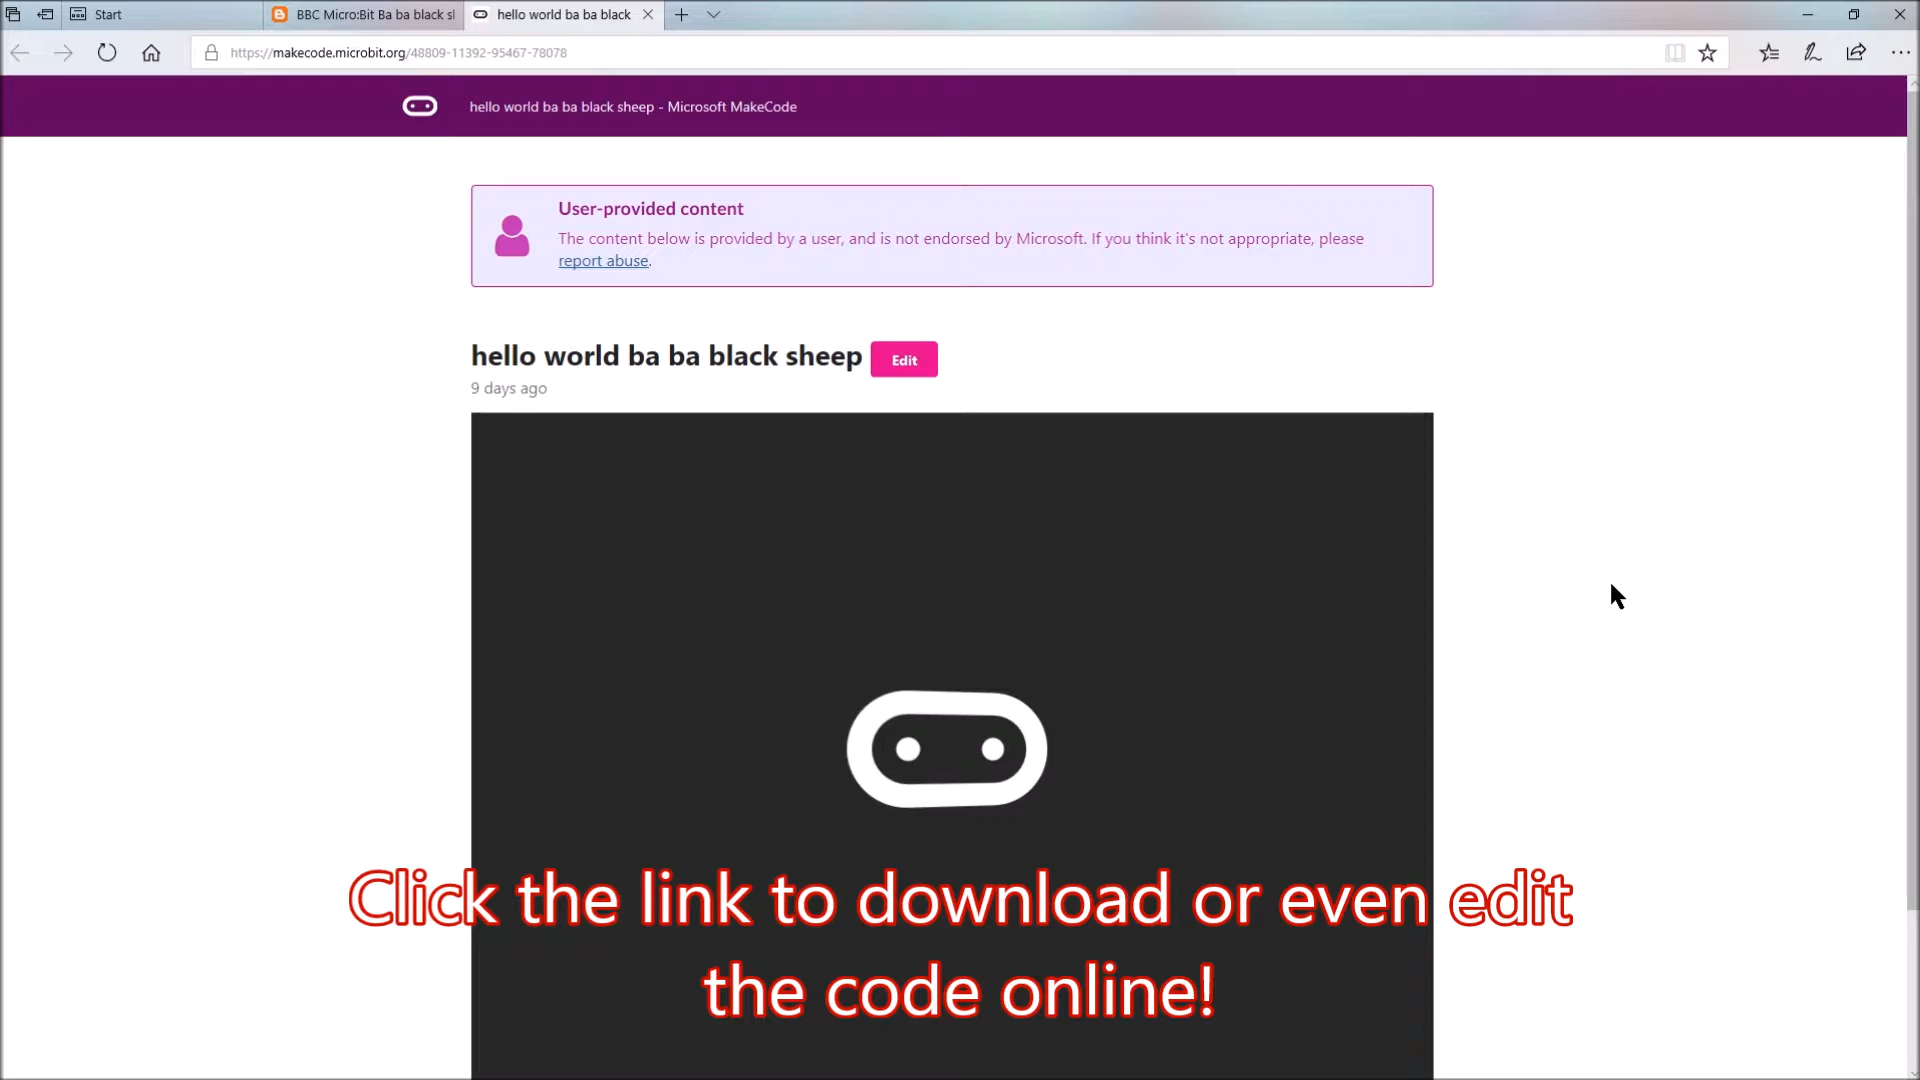 Start
BBC Micro:Bit Ba ba black sl
hello world ba ba black
https://makecode.microbit.org/48809-11392-95467-78078
hello world ba ba black sheep - Microsoft MakeCode
User-provided content
The content below is provided by a user, and is not endorsed by Microsoft. If you think it's not appropriate, please
report abuse.
hello world ba ba black sheep
Edit
9 days ago
Click the link to download or even edit
the code online!